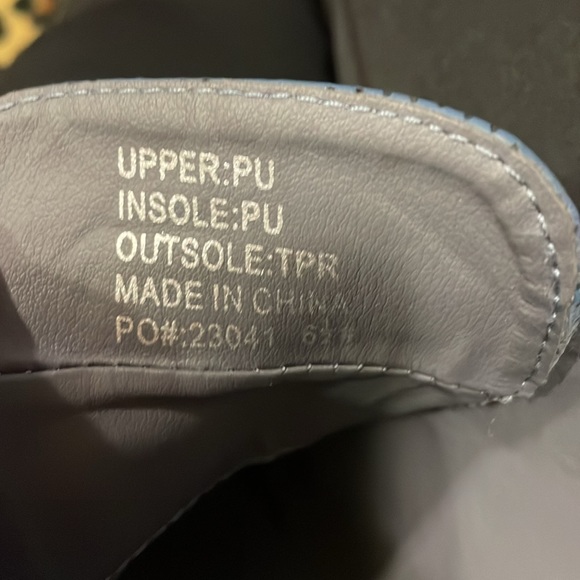 UPPER:PU
INSOLE:PU
OUTSOLE:TPR
MADE IN CHINA
PO#:23041